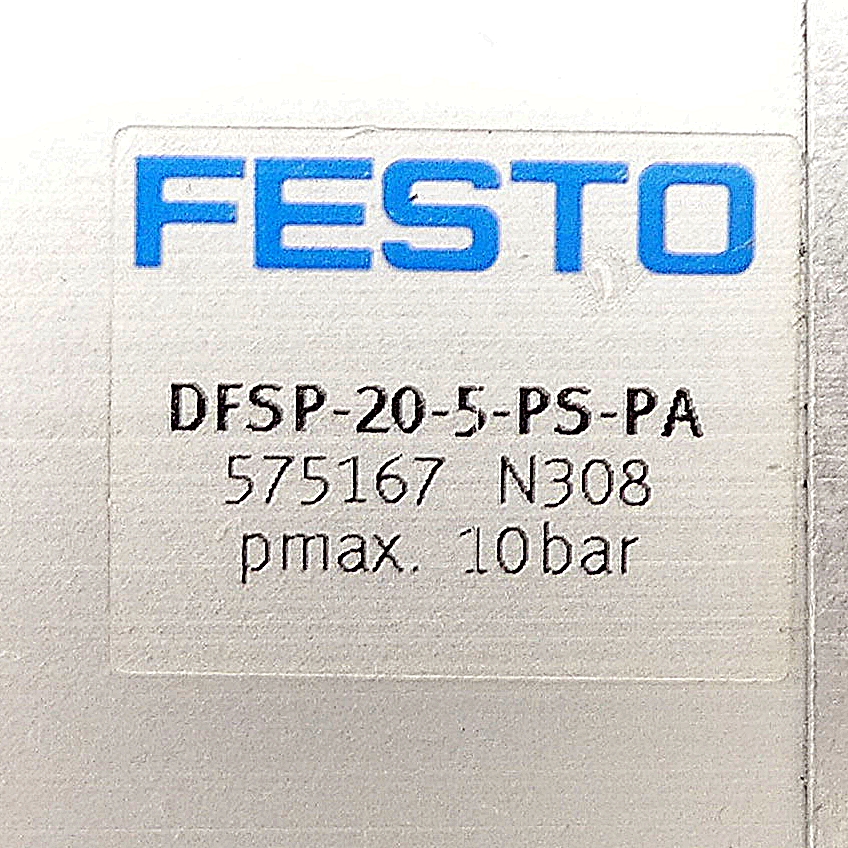 FESTO
DFSP-20-5-PS-PA
575167 N308
pmax. 10bar